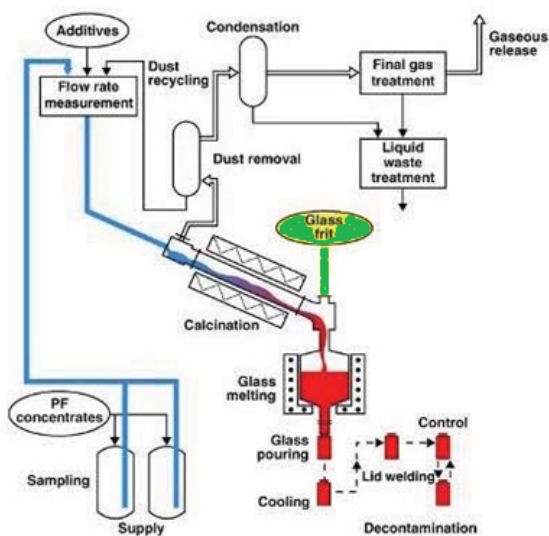 Additives
Condensation
Gaseous
release
Dust
recycling
Flow rate
measurement
Final gas
treatment
Dust removal
Liquid
waste
treatment
Glass
frit
Calcination
Glass
melting
PF
concentrates
Glass
pouring
Control
Sampling
Lid welding
Cooling
Supply
Decontamination